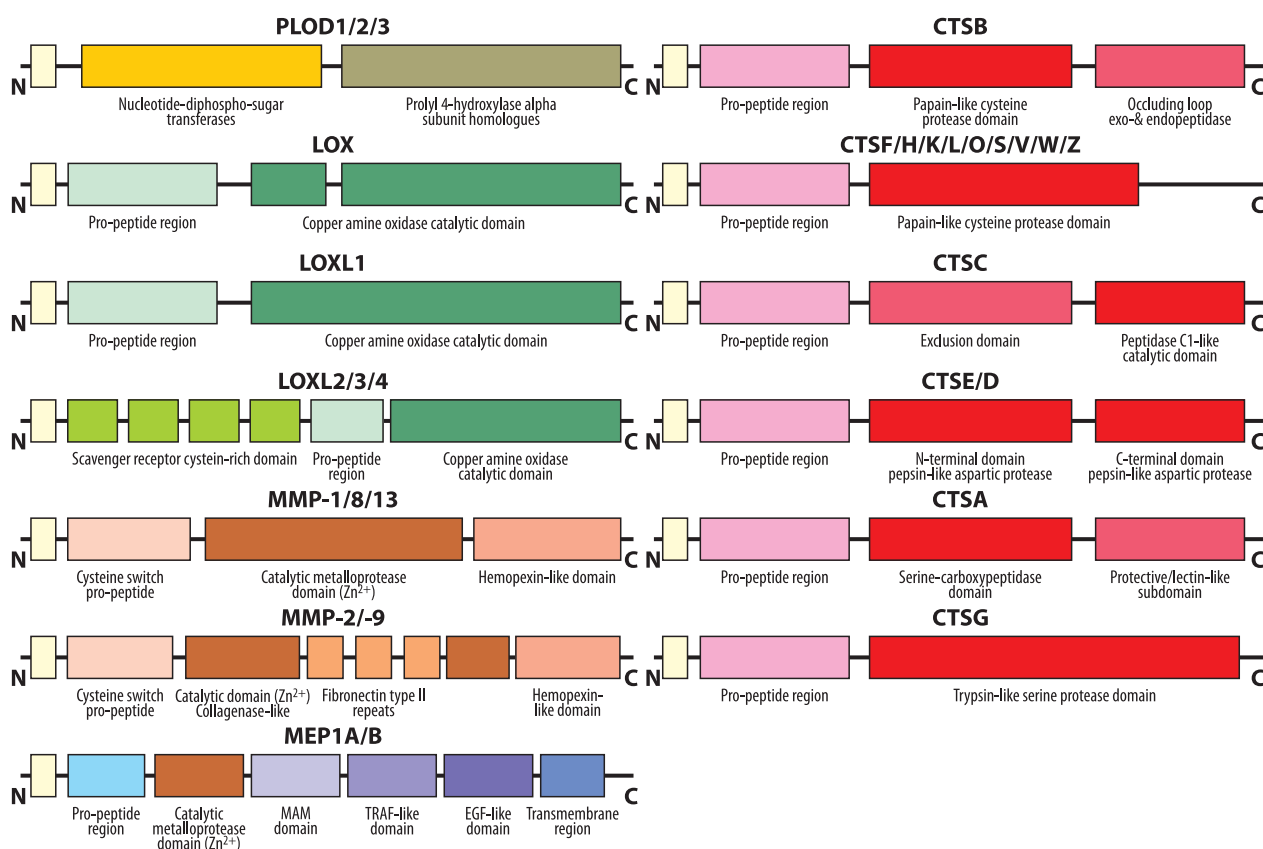 PLOD1/2/3
N
C
Nucleotide-diphospho-sugar
transferases
Prolyl 4-hydroxylase alpha
subunit homologues
LOX
N
C
Pro-peptide region
Copper amine oxidase catalytic domain
LOXL1
N
C
Pro-peptide region
Copper amine oxidase catalytic domain
LOXL2/3/4
N
C
Scavenger receptor cystein-rich domain
Pro-peptide
region
Copper amine oxidase
catalytic domain
MMP-1/8/13
N
C
Cysteine switch
pro-peptide
Catalytic metalloprotease
domain (Zn²⁺)
Hemopexin-like domain
MMP-2/-9
N
C
Cysteine switch
pro-peptide
Catalytic domain (Zn²⁺)
Collagenase-like
Fibronectin type II
repeats
Hemopexin-
like domain
MEP1A/B
N
C
Pro-peptide
region
Catalytic
metalloprotease
domain (Zn²⁺)
MAM
domain
TRAF-like
domain
EGF-like
domain
Transmembrane
region
CTSB
N
C
Pro-peptide region
Papain-like cysteine
protease domain
Occluding loop
exo-& endopeptidase
CTSF/H/K/L/O/S/V/W/Z
N
C
Pro-peptide region
Papain-like cysteine protease domain
CTSC
N
C
Pro-peptide region
Exclusion domain
Peptidase C1-like
catalytic domain
CTSE/D
N
C
Pro-peptide region
N-terminal domain
pepsin-like aspartic protease
C-terminal domain
pepsin-like aspartic protease
CTSA
N
C
Pro-peptide region
Serine-carboxypeptidase
domain
Protective/lectin-like
subdomain
CTSG
N
C
Pro-peptide region
Trypsin-like serine protease domain